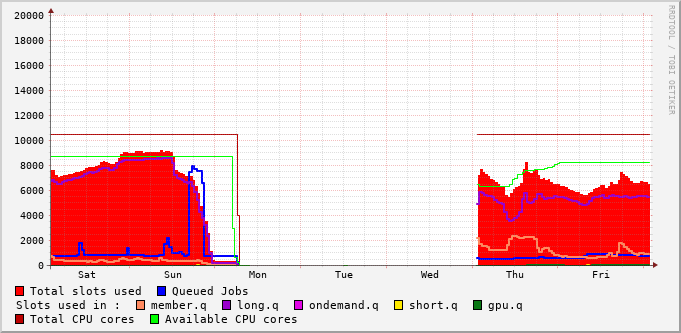 RRDTOOL / TOBI OETIKER
20000
18000
16000
14000
12000
10000
8000
6000
4000
2000
0
Sat Sun Mon Tue Wed Thu Fri
Total slots used Queued Jobs
Slots used in : member.q long.q ondemand.q short.q gpu.q
Total CPU cores Available CPU cores